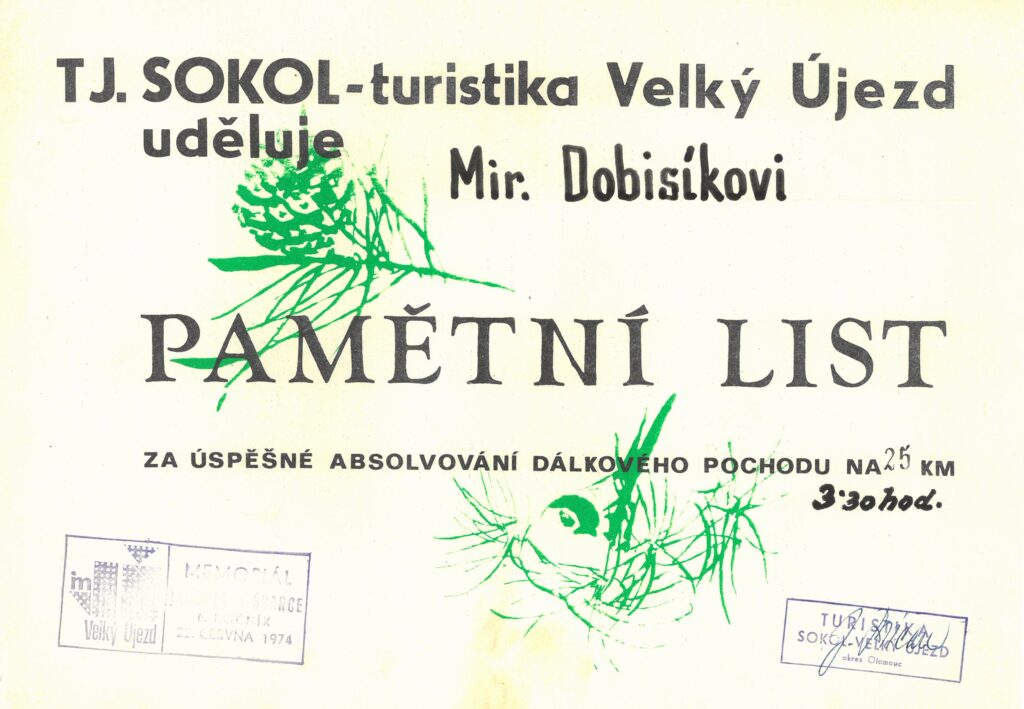 TJ. SOKOL-turistika Velký Újezd
uděluje
Mir. Dobisíkovi
PAMĚTNÍ LIST
ZA ÚSPĚŠNÉ ABSOLVOVÁNÍ DÁLKOVÉHO POCHODU NA 25 KM
3·30 hod.
im
Velký Újezd
MEMORIÁL
6. ROČNÍK
22. ČERVNA 1974
TURISTIKA
SOKOL-VELKÝ ÚJEZD
okres Olomouc